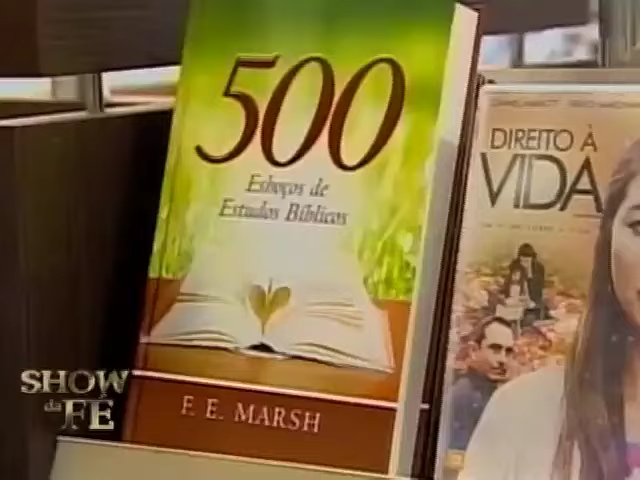 500
Esboços de
Estudos Bíblicos
F. E. MARSH
DIREITO À
VIDA
SHOW
da FÉ